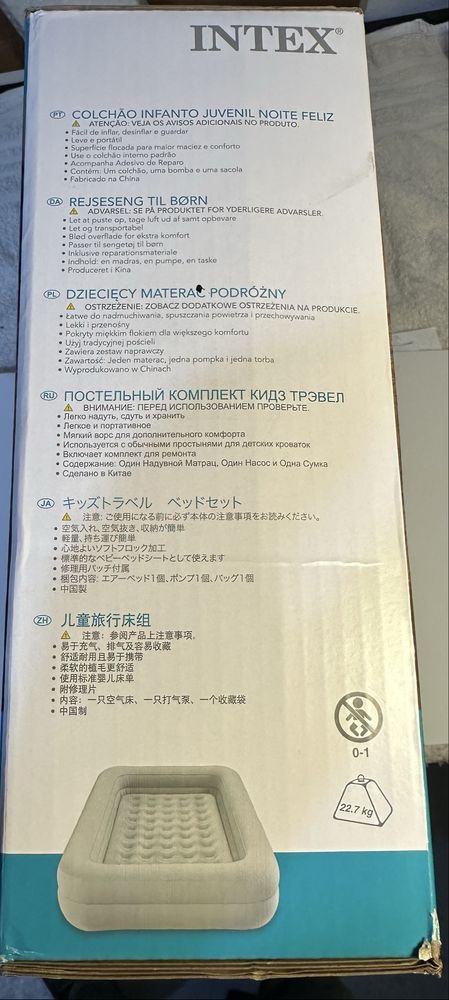 INTEX®
PT COLCHÃO INFANTO JUVENIL NOITE FELIZ
ATENÇÃO: VEJA OS AVISOS ADICIONAIS NO PRODUTO.
• Fácil de inflar, desinflar e guardar
• Leve e portátil
• Superfície flocada para maior maciez e conforto
• Use o colchão interno padrão
• Acompanha Adesivo de Reparo
• Contém: Um colchão, uma bomba e uma sacola
• Fabricado na China
DA REJSESENG TIL BØRN
ADVARSEL: SE PÅ PRODUKTET FOR YDERLIGERE ADVARSLER.
• Let at puste op, tage luft ud af samt opbevare
• Let og transportabel
• Blød overflade for ekstra komfort
• Passer til sengetøj til børn
• Inklusive reparationsmateriale
• Indhold: en madras, en pumpe, en taske
• Produceret i Kina
PL DZIECIĘCY MATERAC PODRÓŻNY
OSTRZEŻENIE: ZOBACZ DODATKOWE OSTRZEŻENIA NA PRODUKCIE.
• Łatwe do nadmuchiwania, spuszczania powietrza i przechowywania
• Lekki i przenośny
• Pokryty miękkim flokiem dla większego komfortu
• Użyj tradycyjnej pościeli
• Zawiera zestaw naprawczy
• Zawartość: Jeden materac, jedna pompka i jedna torba
• Wyprodukowano w Chinach
RU ПОСТЕЛЬНЫЙ КОМПЛЕКТ КИДЗ ТРЭВЕЛ
ВНИМАНИЕ: ПЕРЕД ИСПОЛЬЗОВАНИЕМ ПРОВЕРЬТЕ.
• Легко надуть, сдуть и хранить
• Легкое и портативное
• Мягкий ворс для дополнительного комфорта
• Используется с обычными простынями для детских кроваток
• Включает комплект для ремонта
• Содержание: Один Надувной Матрац, Один Насос и Одна Сумка
• Сделано в Китае
JA キッズトラベル ベッドセット
注意: ご使用になる前に必ず本体の注意事項をお読みください。
• 空気入れ、空気抜き、収納が簡単
• 軽量、持ち運び簡単
• 心地よいソフトフロック加工
• 標準的なベビーベッドシートとして使えます
• 修理用パッチ付属
• 梱包内容: エアーベッド1個、ポンプ1個、バッグ1個
• 中国製
ZH 儿童旅行床组
注意：参阅产品上注意事项。
• 易于充气、排气及容易收藏
• 舒适耐用且易于携带
• 柔软的植毛更舒适
• 使用标准婴儿床单
• 附修理片
• 内容：一只空气床、一只打气泵、一个收藏袋
• 中国制
0-1
22.7 kg